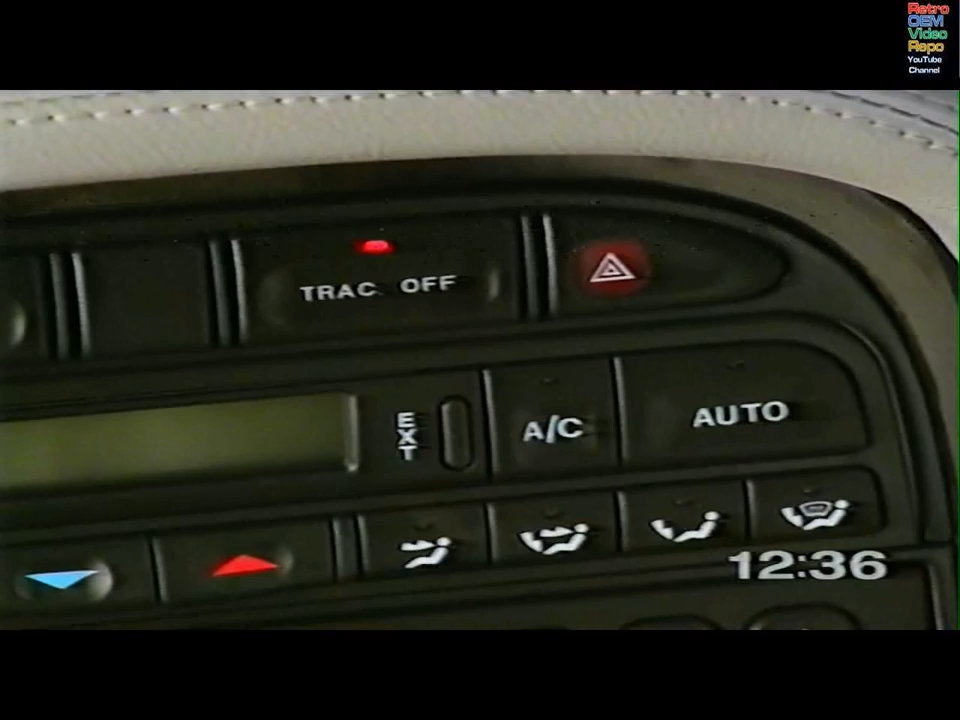 Retro
OEM
Video
Repo
YouTube
Channel
TRAC OFF
EXT
A/C
AUTO
12:36